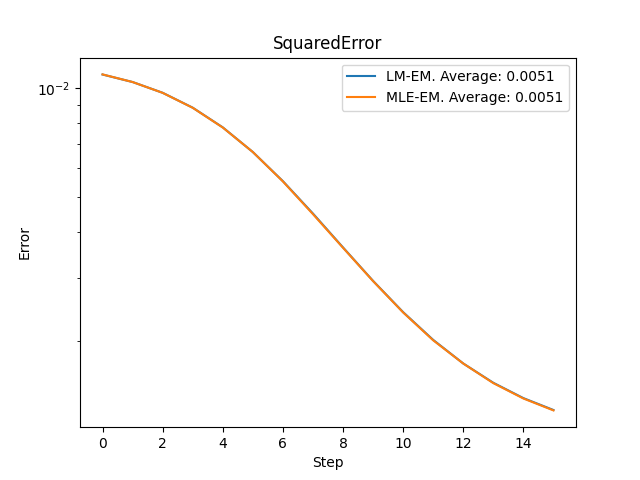 SquaredError
LM-EM. Average: 0.0051
MLE-EM. Average: 0.0051
10⁻²
Error
0 2 4 6 8 10 12 14
Step